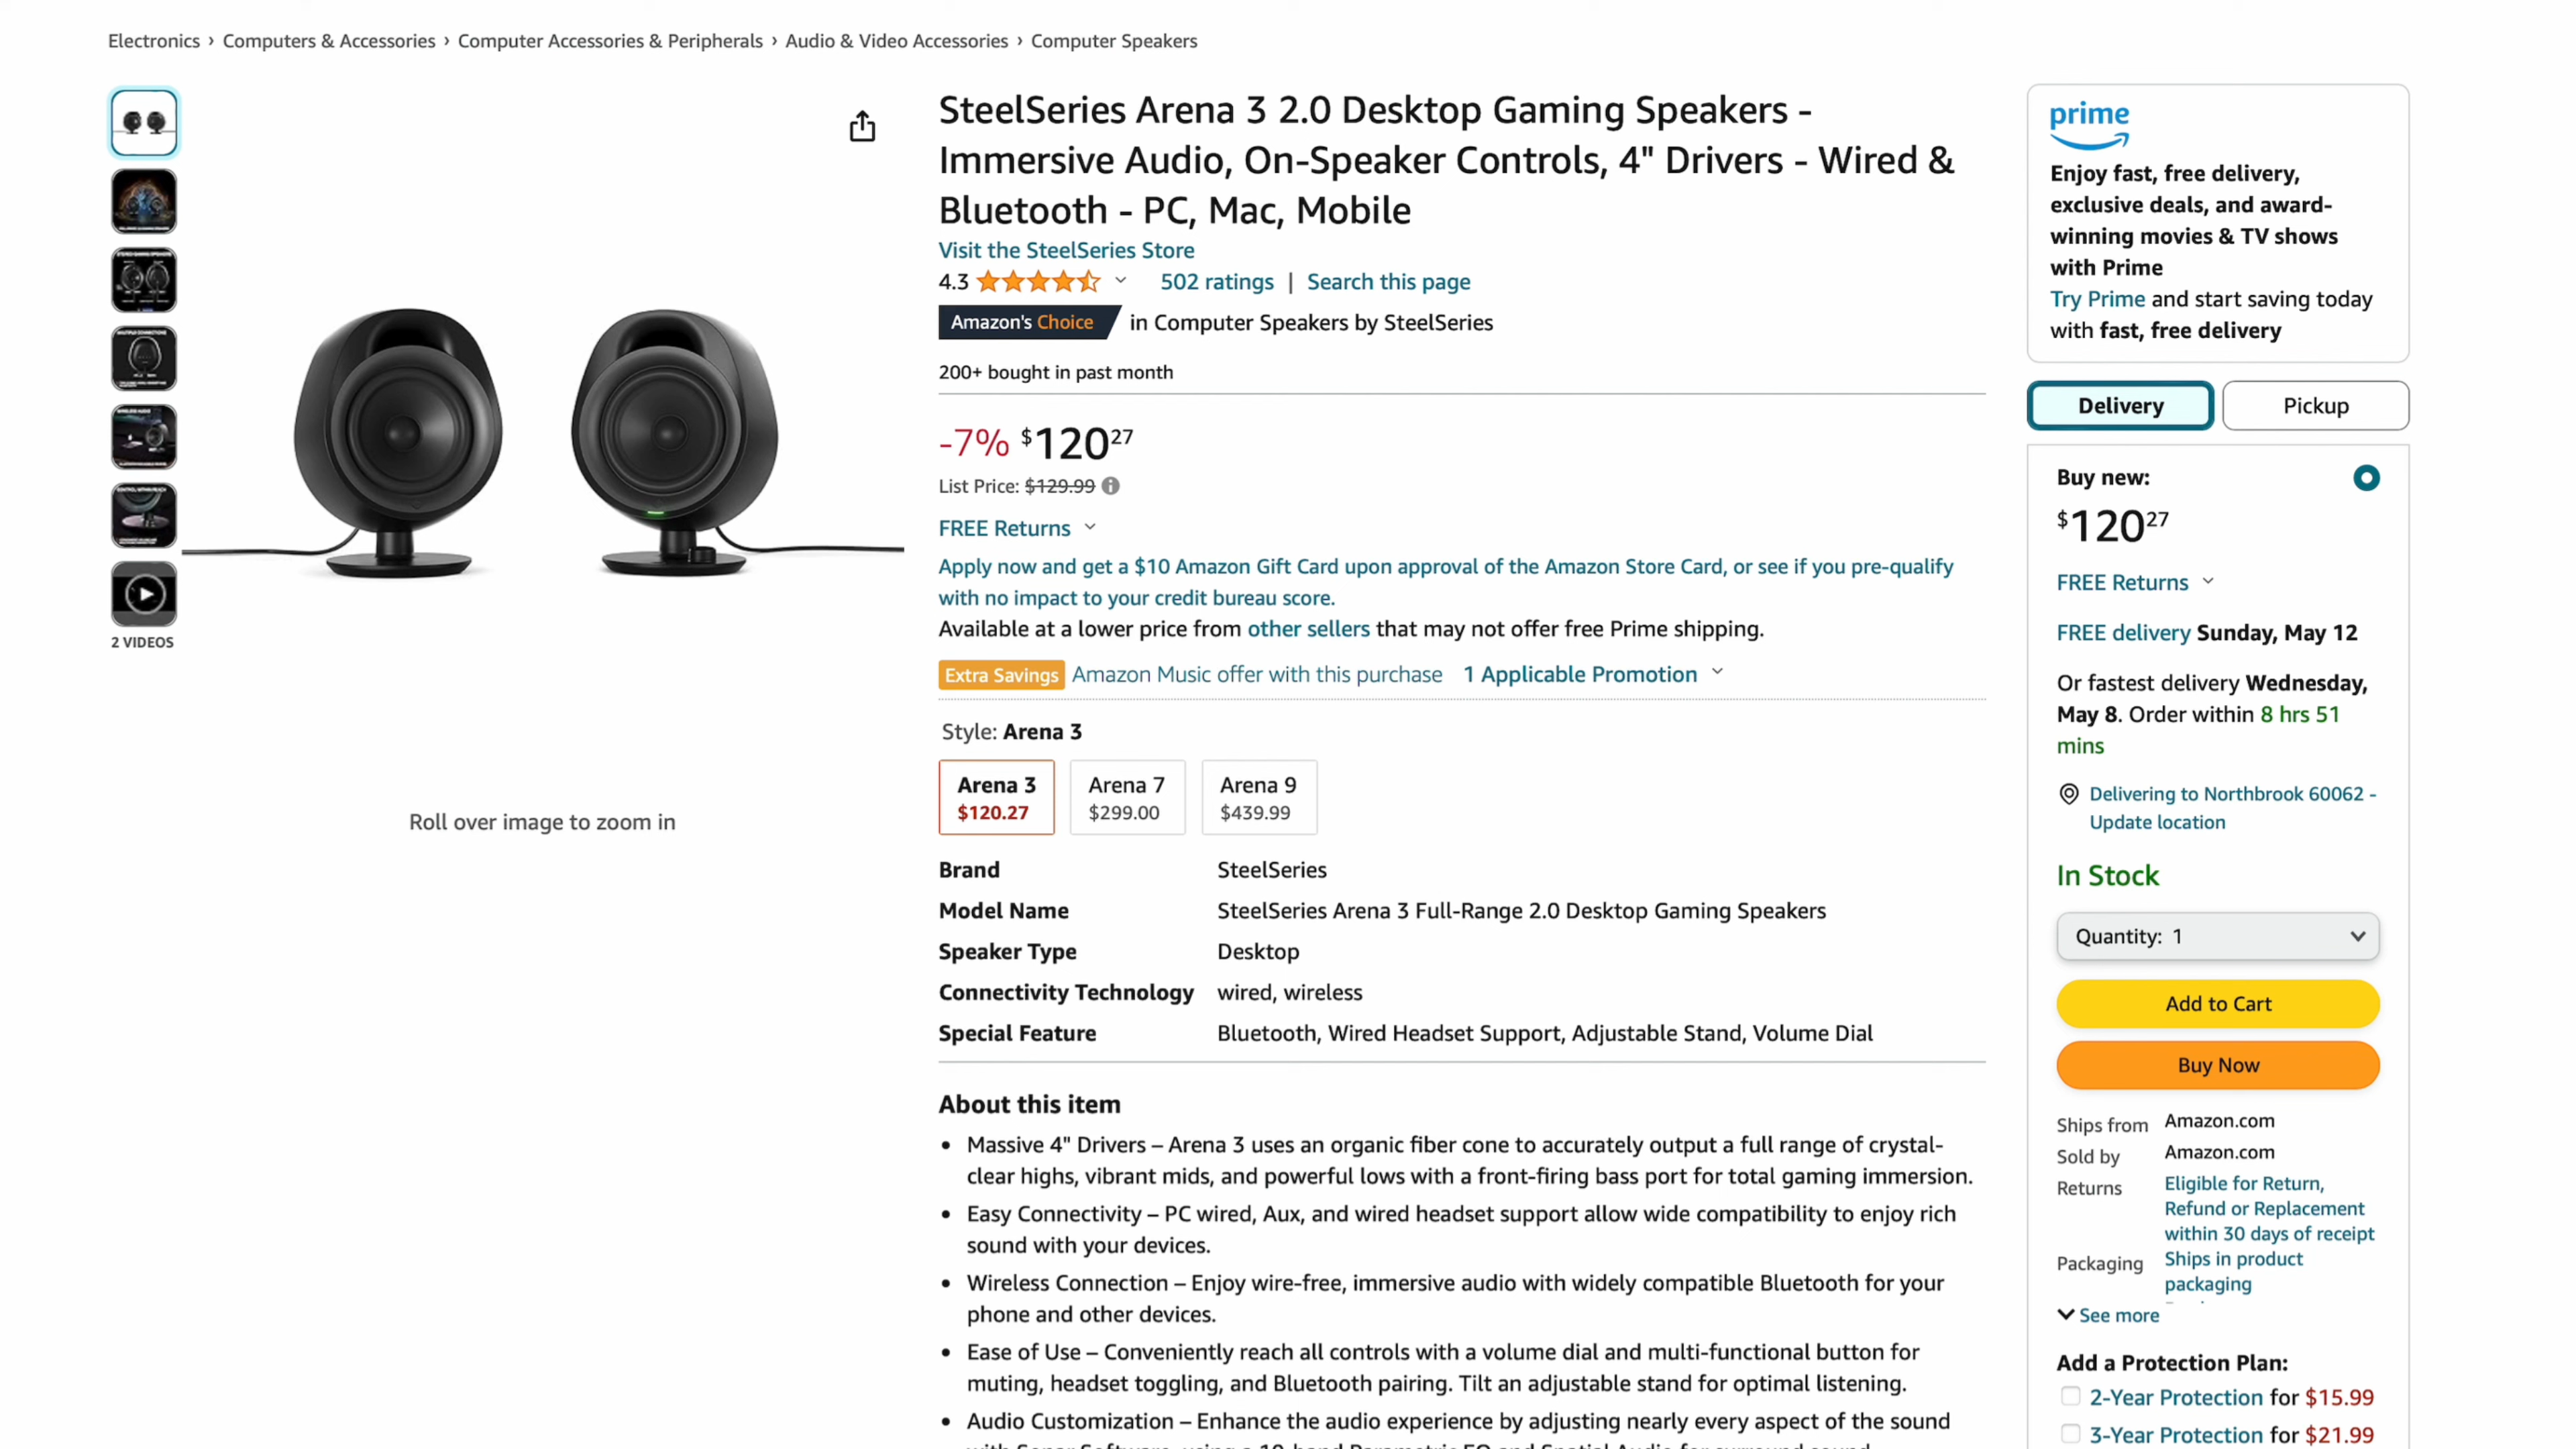 Electronics › Computers & Accessories › Computer Accessories & Peripherals › Audio & Video Accessories › Computer Speakers
2 VIDEOS
Roll over image to zoom in
SteelSeries Arena 3 2.0 Desktop Gaming Speakers -
Immersive Audio, On-Speaker Controls, 4" Drivers - Wired &
Bluetooth - PC, Mac, Mobile
Visit the SteelSeries Store
4.3 502 ratings | Search this page
Amazon's Choice in Computer Speakers by SteelSeries
200+ bought in past month
-7% $120 27
List Price: $129.99
FREE Returns
Apply now and get a $10 Amazon Gift Card upon approval of the Amazon Store Card, or see if you pre-qualify
with no impact to your credit bureau score.
Available at a lower price from other sellers that may not offer free Prime shipping.
Extra Savings Amazon Music offer with this purchase 1 Applicable Promotion
Style: Arena 3
Arena 3 Arena 7 Arena 9
$120.27 $299.00 $439.99
Brand SteelSeries
Model Name SteelSeries Arena 3 Full-Range 2.0 Desktop Gaming Speakers
Speaker Type Desktop
Connectivity Technology wired, wireless
Special Feature Bluetooth, Wired Headset Support, Adjustable Stand, Volume Dial
About this item
• Massive 4" Drivers – Arena 3 uses an organic fiber cone to accurately output a full range of crystal-
clear highs, vibrant mids, and powerful lows with a front-firing bass port for total gaming immersion.
• Easy Connectivity – PC wired, Aux, and wired headset support allow wide compatibility to enjoy rich
sound with your devices.
• Wireless Connection – Enjoy wire-free, immersive audio with widely compatible Bluetooth for your
phone and other devices.
• Ease of Use – Conveniently reach all controls with a volume dial and multi-functional button for
muting, headset toggling, and Bluetooth pairing. Tilt an adjustable stand for optimal listening.
• Audio Customization – Enhance the audio experience by adjusting nearly every aspect of the sound
prime
Enjoy fast, free delivery,
exclusive deals, and award-
winning movies & TV shows
with Prime
Try Prime and start saving today
with fast, free delivery
Delivery Pickup
Buy new:
$120 27
FREE Returns
FREE delivery Sunday, May 12
Or fastest delivery Wednesday,
May 8. Order within 8 hrs 51
mins
Delivering to Northbrook 60062 -
Update location
In Stock
Quantity: 1
Add to Cart
Buy Now
Ships from Amazon.com
Sold by Amazon.com
Returns Eligible for Return,
Refund or Replacement
within 30 days of receipt
Packaging Ships in product
packaging
See more
Add a Protection Plan:
2-Year Protection for $15.99
3-Year Protection for $21.99